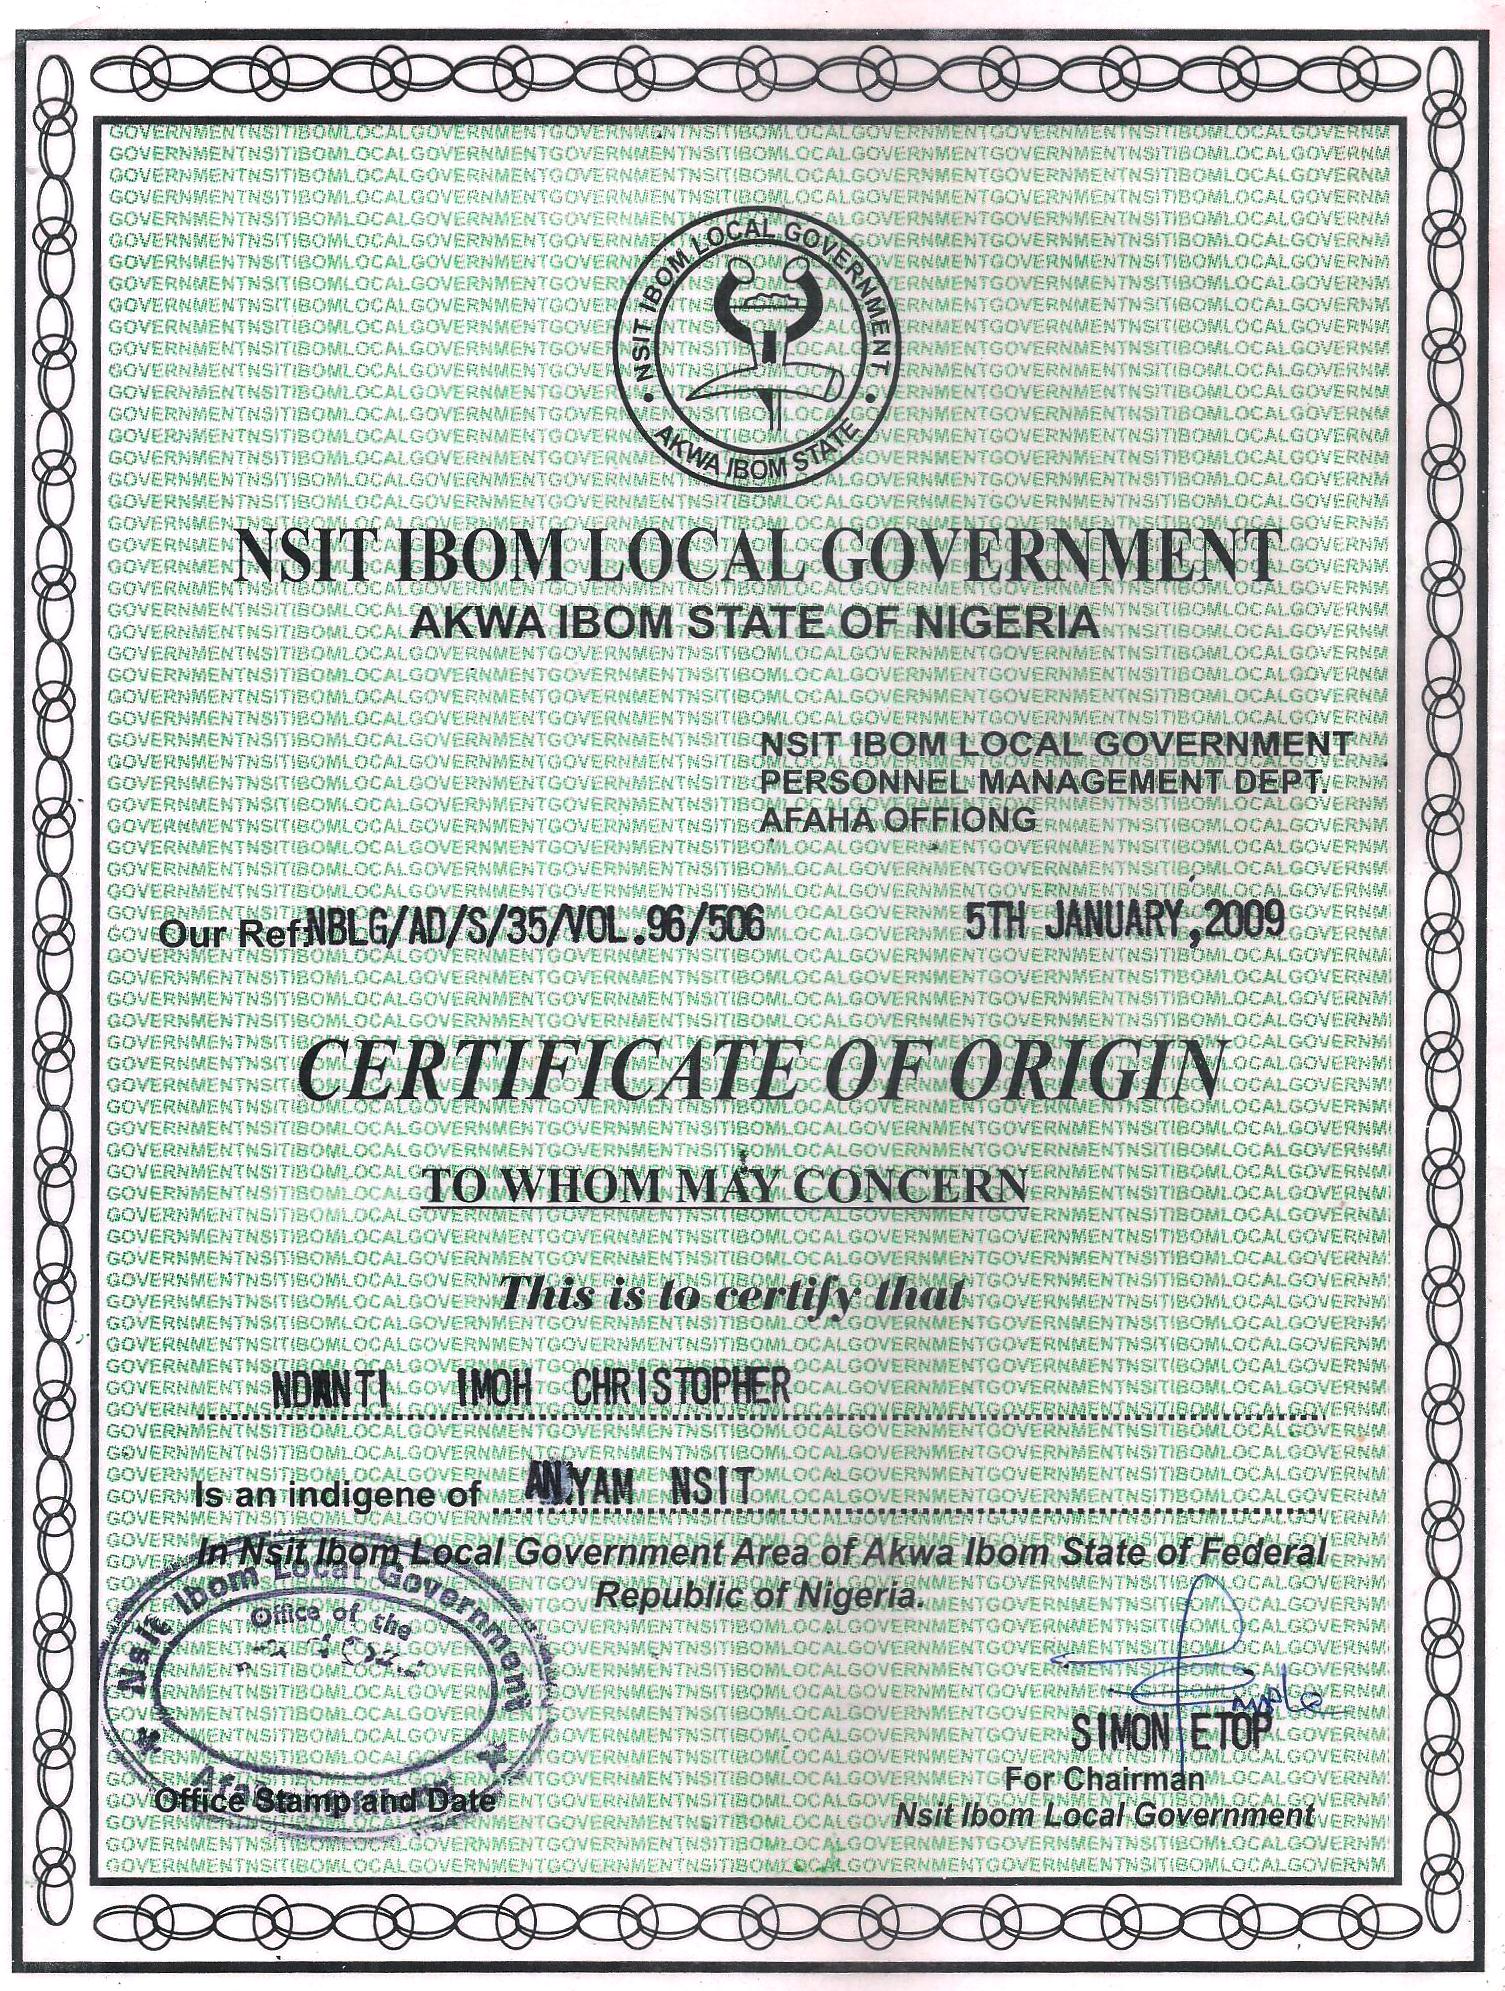 NSIT IBOM LOCAL GOVERNMENT
AKWA IBOM STATE
NSIT IBOM LOCAL GOVERNMENT
AKWA IBOM STATE OF NIGERIA
NSIT IBOM LOCAL GOVERNMENT
PERSONNEL MANAGEMENT DEPT.
AFAHA OFFIONG
Our Ref: NBLG/AD/S/35/VOL.96/506 5TH JANUARY,2009
CERTIFICATE OF ORIGIN
TO WHOM MAY CONCERN
This is to certify that
IMOH CHRISTOPHER
Is an indigene of ANYAM NSIT
In Nsit Ibom Local Government Area of Akwa Ibom State of Federal
Republic of Nigeria.
Nsit Ibom Local Government
Office of the
SIMON ETOP
For Chairman
Nsit Ibom Local Government
Office Stamp and Date